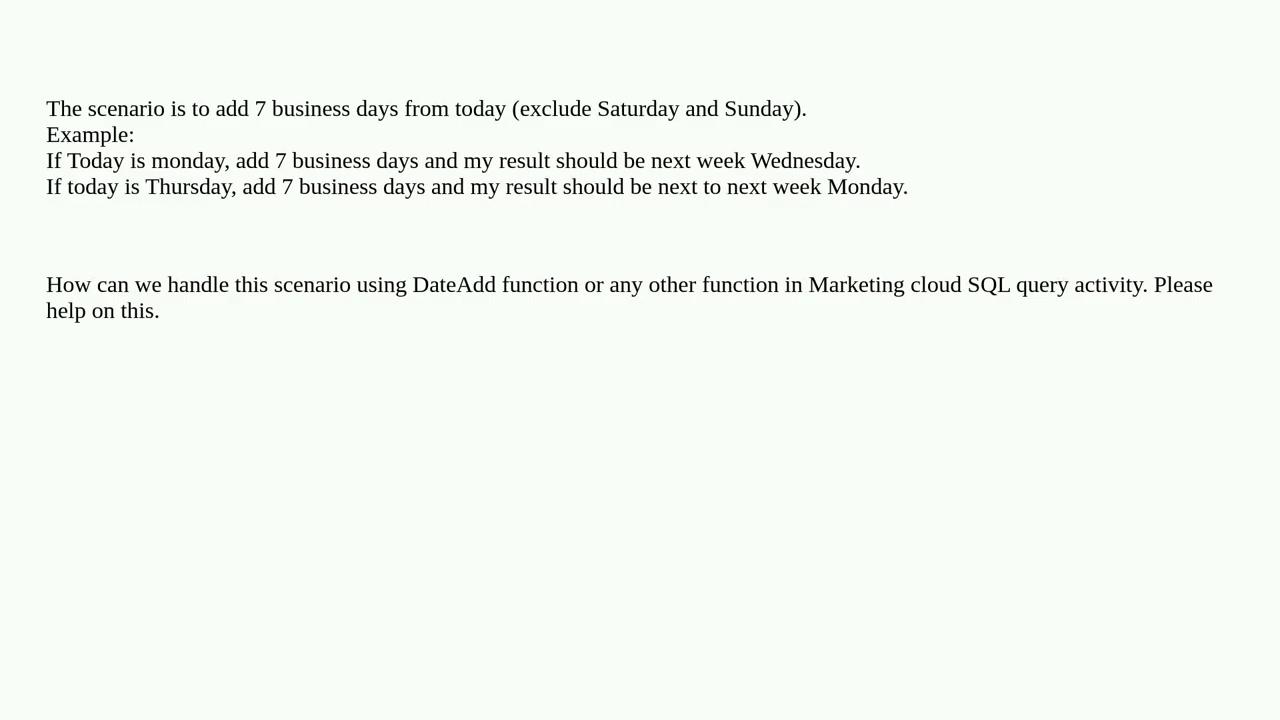 The scenario is to add 7 business days from today (exclude Saturday and Sunday).
Example:
If Today is monday, add 7 business days and my result should be next week Wednesday.
If today is Thursday, add 7 business days and my result should be next to next week Monday.
How can we handle this scenario using DateAdd function or any other function in Marketing cloud SQL query activity. Please
help on this.